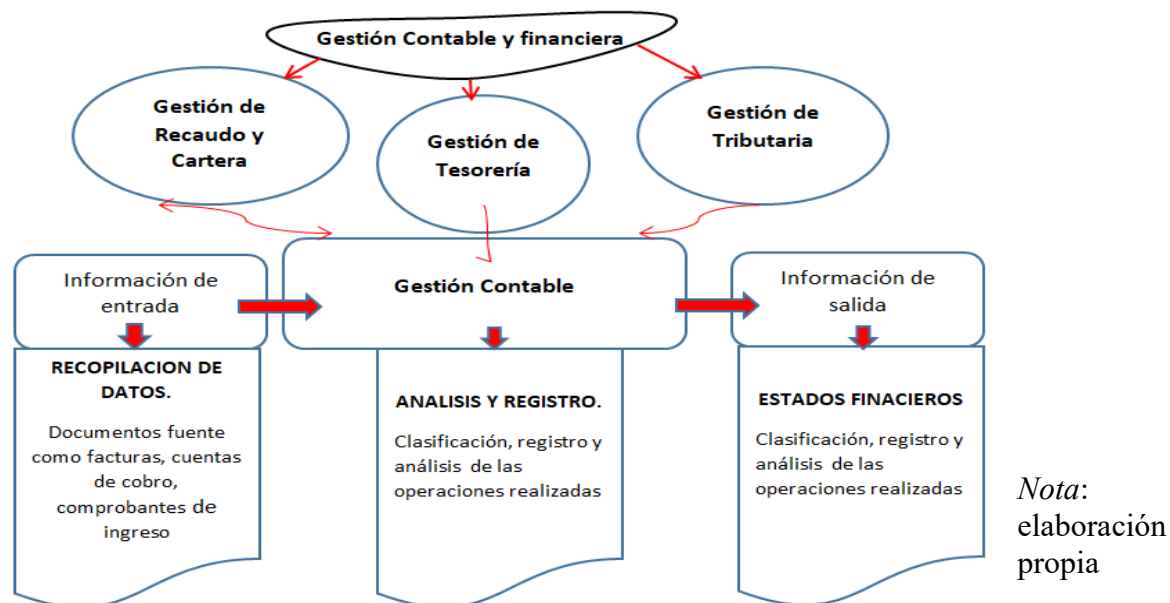 Gestión Contable y financiera
Gestión de
Recaudo y
Cartera
Gestión de
Tesorería
Gestión de
Tributaria
Información de
entrada
Gestión Contable
Información de
salida
RECOPILACION DE
DATOS.
Documentos fuente
como facturas, cuentas
de cobro,
comprobantes de
ingreso
ANALISIS Y REGISTRO.
Clasificación, registro y
análisis de las
operaciones realizadas
ESTADOS FINACIEROS
Clasificación, registro y
análisis de las
operaciones realizadas
Nota:
elaboración
propia